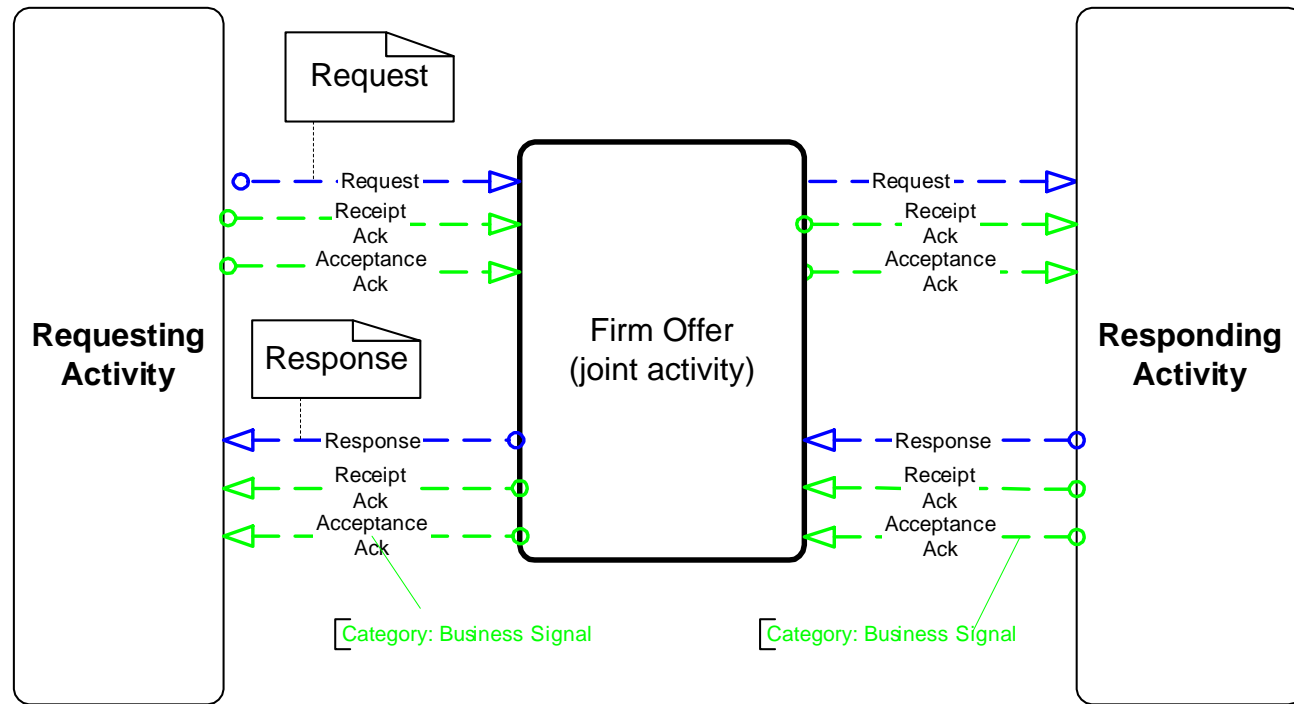 Request
Request
Request
Receipt
Ack
Receipt
Ack
Acceptance
Ack
Acceptance
Ack
Requesting
Activity
Firm Offer
(joint activity)
Responding
Activity
Response
Response
Response
Receipt
Ack
Receipt
Ack
Acceptance
Ack
Acceptance
Ack
Category: Business Signal
Category: Business Signal